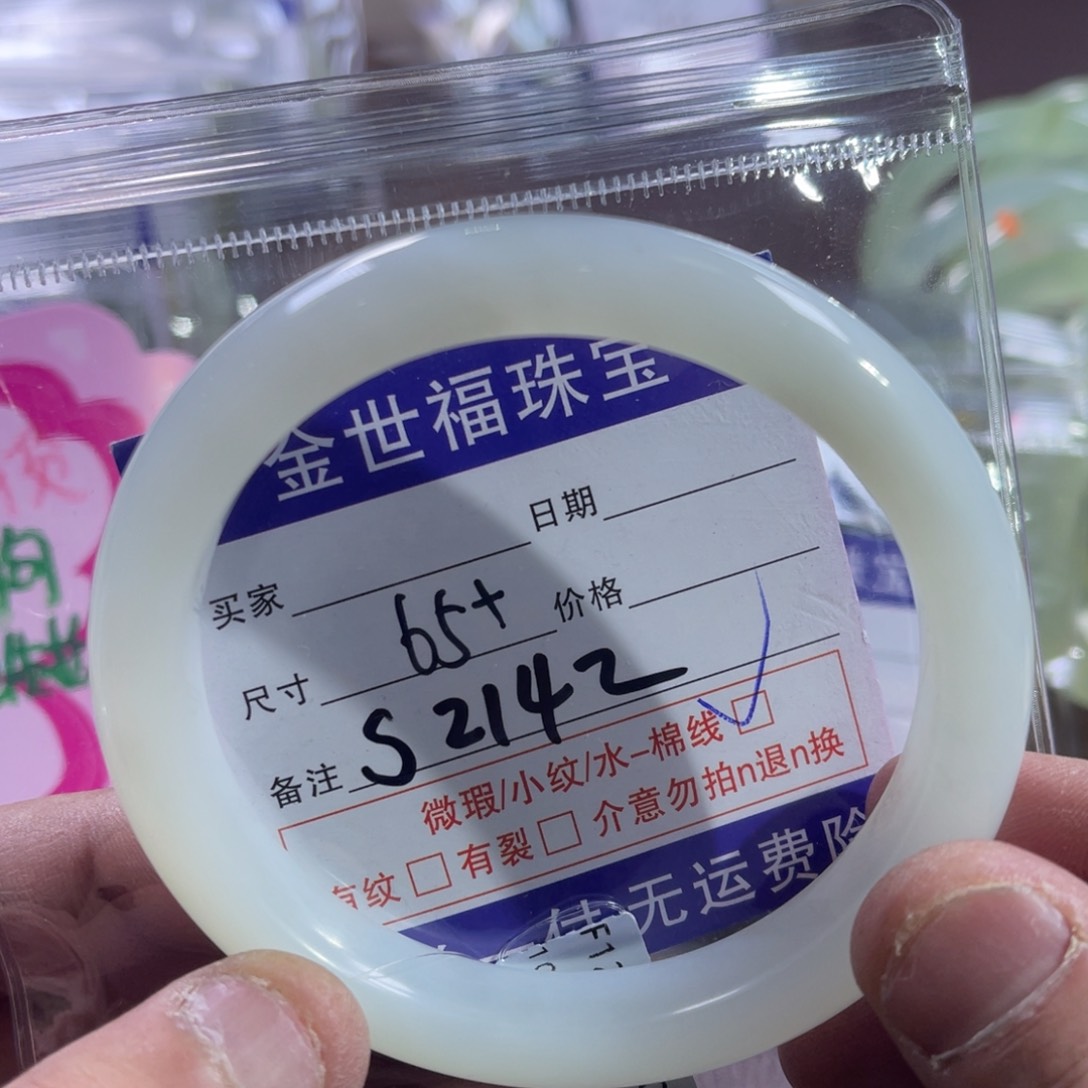 金世福珠宝
日期
买家
价格
尺寸 65+
备注 S2142
微瑕/小纹/水-棉线
纹 有裂 介意勿拍n退n换
无运费险